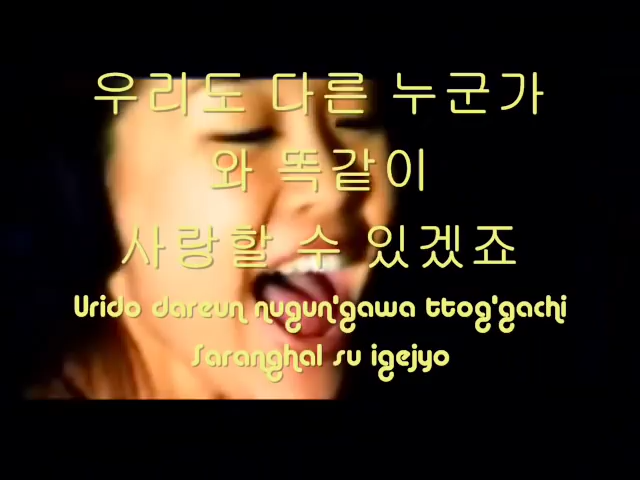 우리도 다른 누군가
와 똑같이
사랑할 수 있겠죠
Urido dareun nugun'gawa ttog'gachi
Saranghal su igejyo